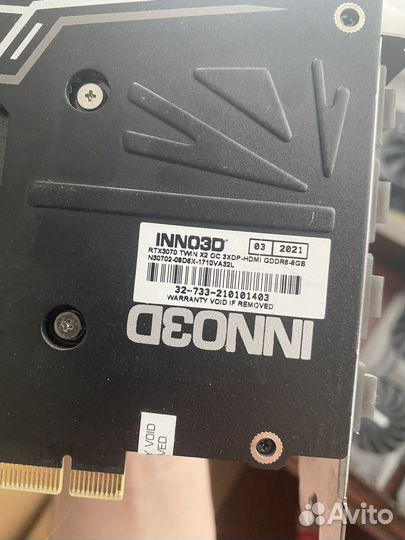 INNO3D 03 2021
RTX3070 TWIN X2 OC 3XDP-HDMI GDDR6-8GB
N30702-08D6X-1710VA32L
32-733-210101403
WARRANTY VOID IF REMOVED
INNO3D
VOID
VED
Avito